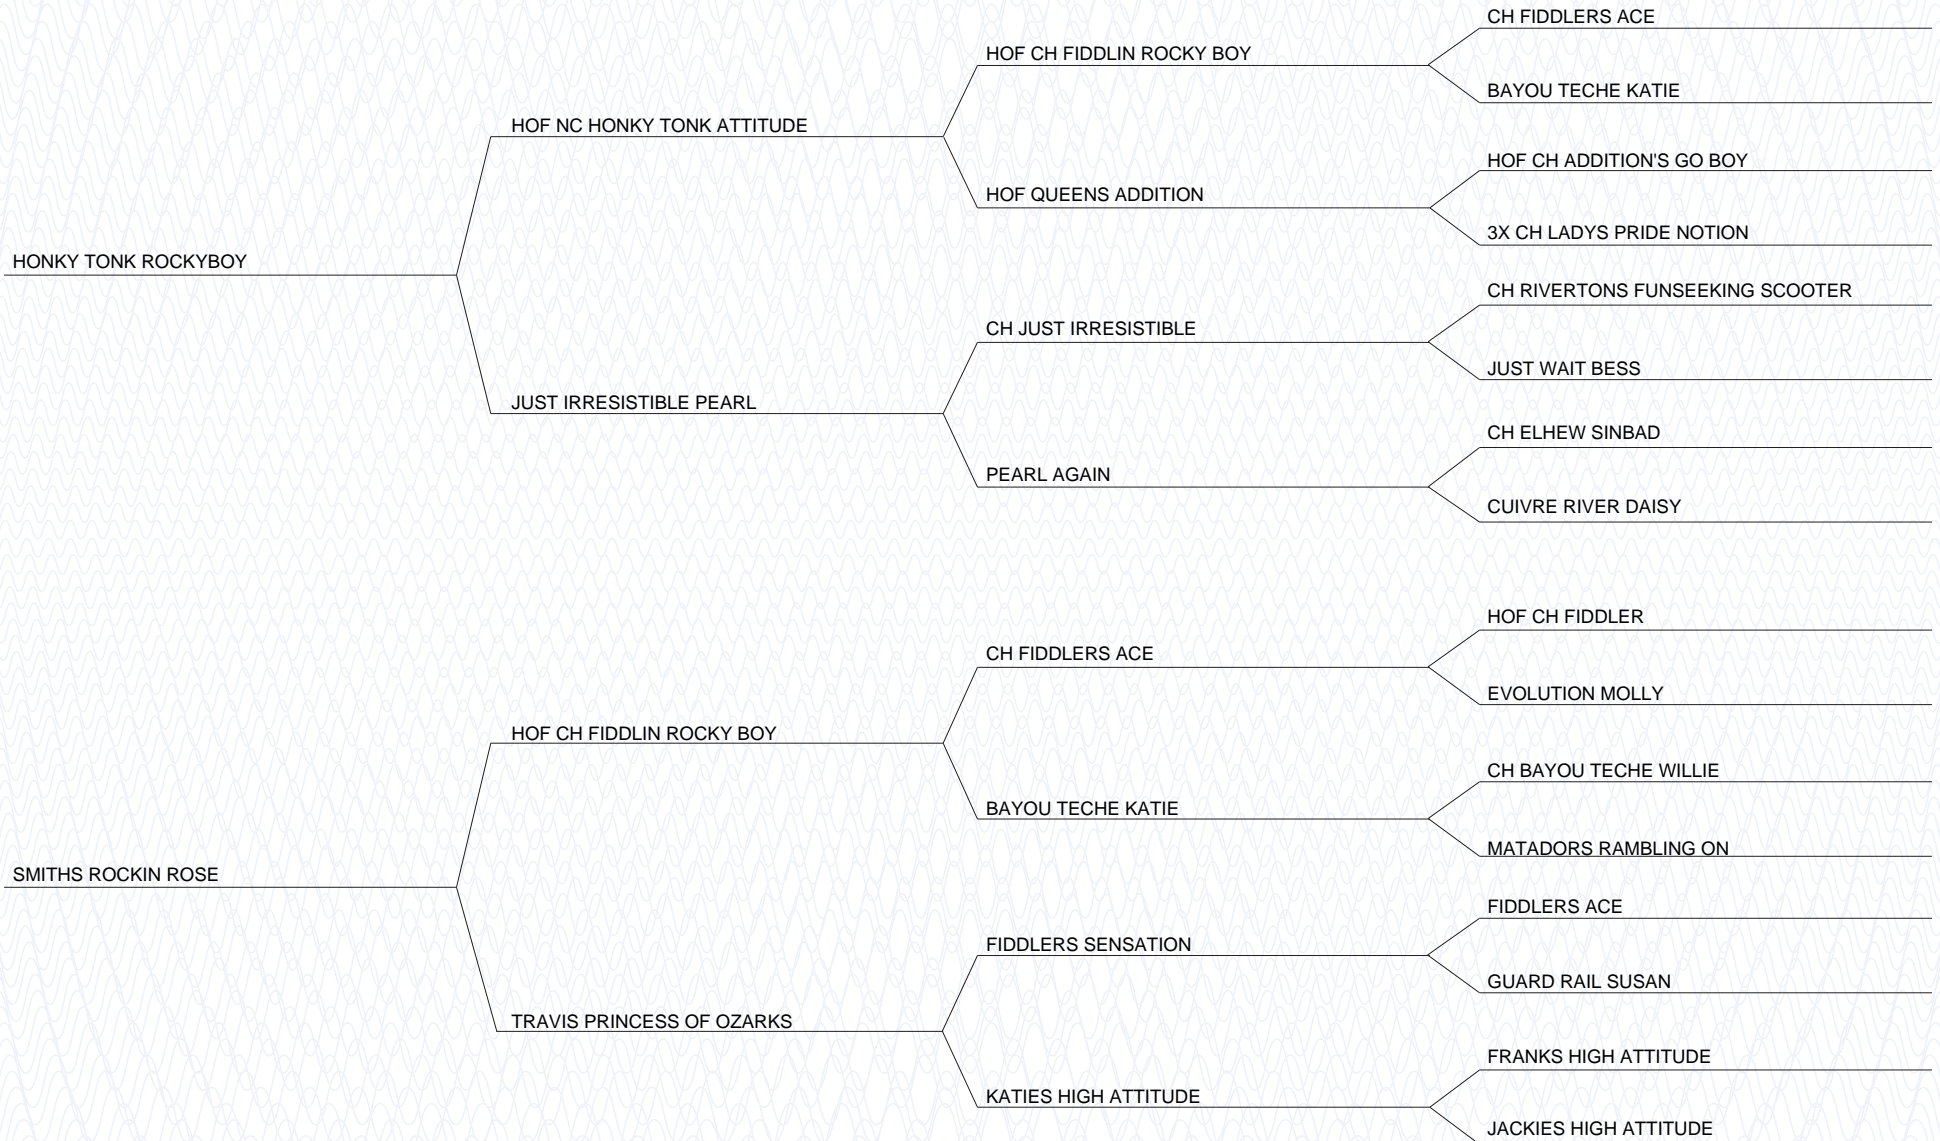 CH FIDDLERS ACE
HOF CH FIDDLIN ROCKY BOY
BAYOU TECHE KATIE
HOF NC HONKY TONK ATTITUDE
HOF CH ADDITION'S GO BOY
HOF QUEENS ADDITION
3X CH LADYS PRIDE NOTION
HONKY TONK ROCKYBOY
CH RIVERTONS FUNSEEKING SCOOTER
CH JUST IRRESISTIBLE
JUST WAIT BESS
JUST IRRESISTIBLE PEARL
CH ELHEW SINBAD
PEARL AGAIN
CUIVRE RIVER DAISY
HOF CH FIDDLER
CH FIDDLERS ACE
EVOLUTION MOLLY
HOF CH FIDDLIN ROCKY BOY
CH BAYOU TECHE WILLIE
BAYOU TECHE KATIE
MATADORS RAMBLING ON
SMITHS ROCKIN ROSE
FIDDLERS ACE
FIDDLERS SENSATION
GUARD RAIL SUSAN
TRAVIS PRINCESS OF OZARKS
FRANKS HIGH ATTITUDE
KATIES HIGH ATTITUDE
JACKIES HIGH ATTITUDE